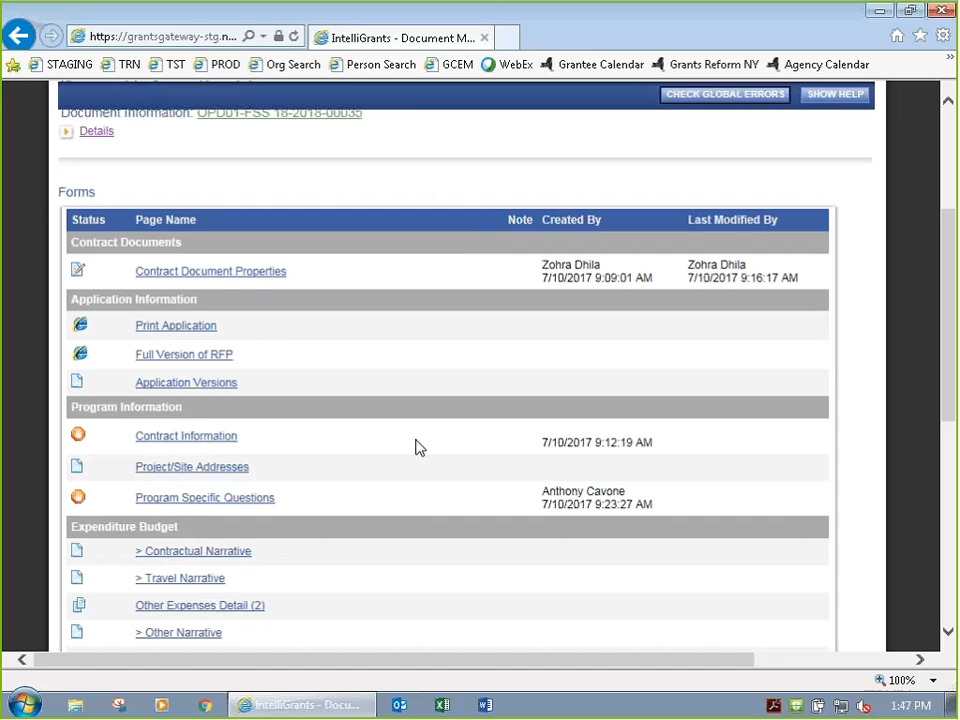 https://grantsgateway-stg.n...
IntelliGrants - Document M...
STAGING TRN TST PROD Org Search Person Search GCEM WebEx Grantee Calendar Grants Reform NY Agency Calendar
CHECK GLOBAL ERRORS SHOW HELP
Document Information: OPD01-FSS 18-2018-00035
Details
Forms
Status Page Name Note Created By Last Modified By
Contract Documents
Contract Document Properties Zohra Dhila 7/10/2017 9:09:01 AM Zohra Dhila 7/10/2017 9:16:17 AM
Application Information
Print Application
Full Version of RFP
Application Versions
Program Information
Contract Information 7/10/2017 9:12:19 AM
Project/Site Addresses
Program Specific Questions Anthony Cavone 7/10/2017 9:23:27 AM
Expenditure Budget
> Contractual Narrative
> Travel Narrative
Other Expenses Detail (2)
> Other Narrative
100%
IntelliGrants - Docu...
1:47 PM